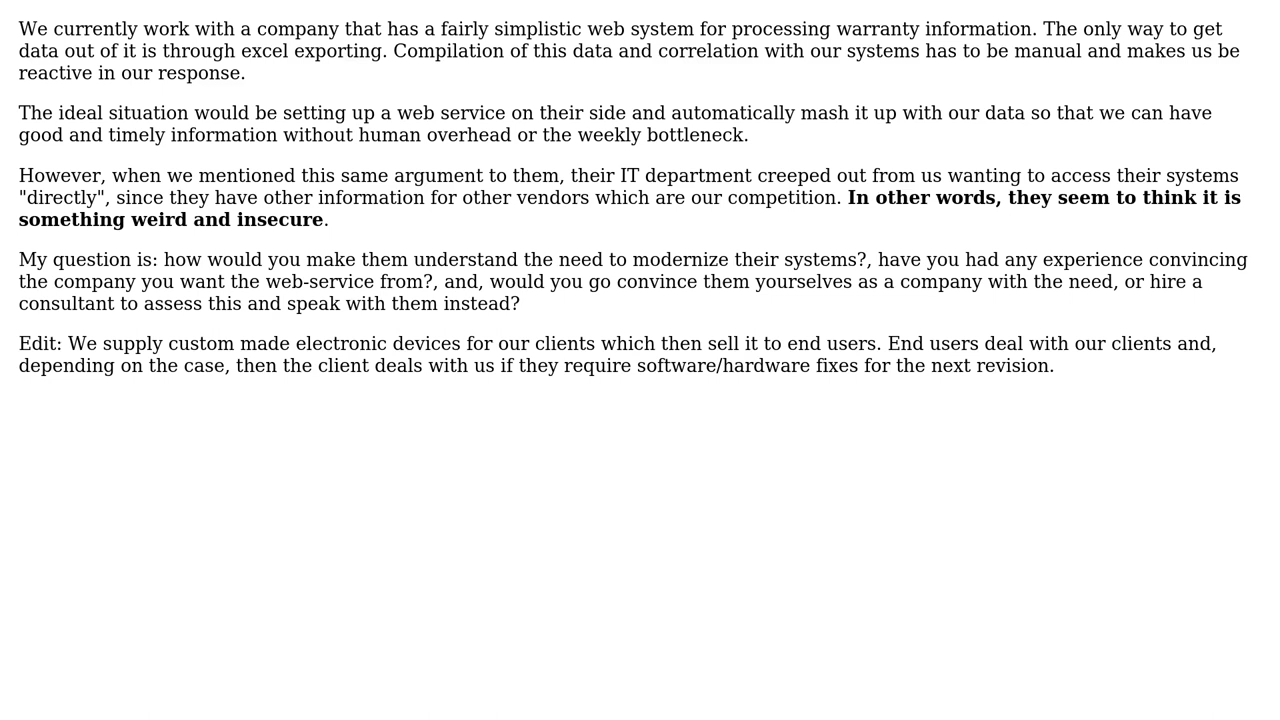 We currently work with a company that has a fairly simplistic web system for processing warranty information. The only way to get
data out of it is through excel exporting. Compilation of this data and correlation with our systems has to be manual and makes us be
reactive in our response.
The ideal situation would be setting up a web service on their side and automatically mash it up with our data so that we can have
good and timely information without human overhead or the weekly bottleneck.
However, when we mentioned this same argument to them, their IT department creeped out from us wanting to access their systems
"directly", since they have other information for other vendors which are our competition. In other words, they seem to think it is
something weird and insecure.
My question is: how would you make them understand the need to modernize their systems?, have you had any experience convincing
the company you want the web-service from?, and, would you go convince them yourselves as a company with the need, or hire a
consultant to assess this and speak with them instead?
Edit: We supply custom made electronic devices for our clients which then sell it to end users. End users deal with our clients and,
depending on the case, then the client deals with us if they require software/hardware fixes for the next revision.